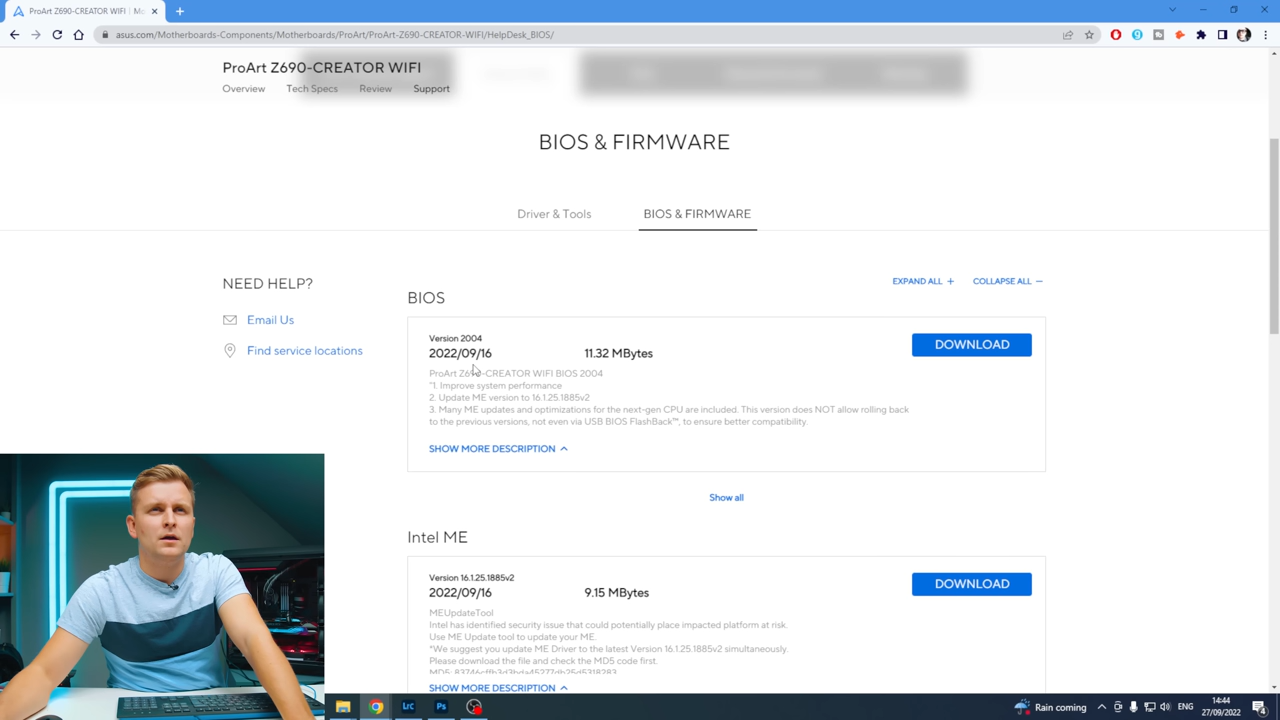 ProArt Z690-CREATOR WIFI | Mo
asus.com/Motherboards-Components/Motherboards/ProArt/ProArt-Z690-CREATOR-WIFI/HelpDesk_BIOS/
ProArt Z690-CREATOR WIFI
Overview Tech Specs Review Support
BIOS & FIRMWARE
Driver & Tools BIOS & FIRMWARE
NEED HELP?
Email Us
Find service locations
EXPAND ALL + COLLAPSE ALL −
BIOS
Version 2004
2022/09/16 11.32 MBytes DOWNLOAD
ProArt Z690-CREATOR WIFI BIOS 2004
"1. Improve system performance
2. Update ME version to 16.1.25.1885v2
3. Many ME updates and optimizations for the next-gen CPU are included. This version does NOT allow rolling back
to the previous versions, not even via USB BIOS FlashBack™, to ensure better compatibility.
SHOW MORE DESCRIPTION
Show all
Intel ME
Version 16.1.25.1885v2
2022/09/16 9.15 MBytes DOWNLOAD
MEUpdateTool
Intel has identified security issue that could potentially place impacted platform at risk.
Use ME Update tool to update your ME.
*We suggest you update ME Driver to the latest Version 16.1.25.1885v2 simultaneously.
Please download the file and check the MD5 code first.
SHOW MORE DESCRIPTION
LC Ps
Rain coming ENG 14:44
27/09/2022 4